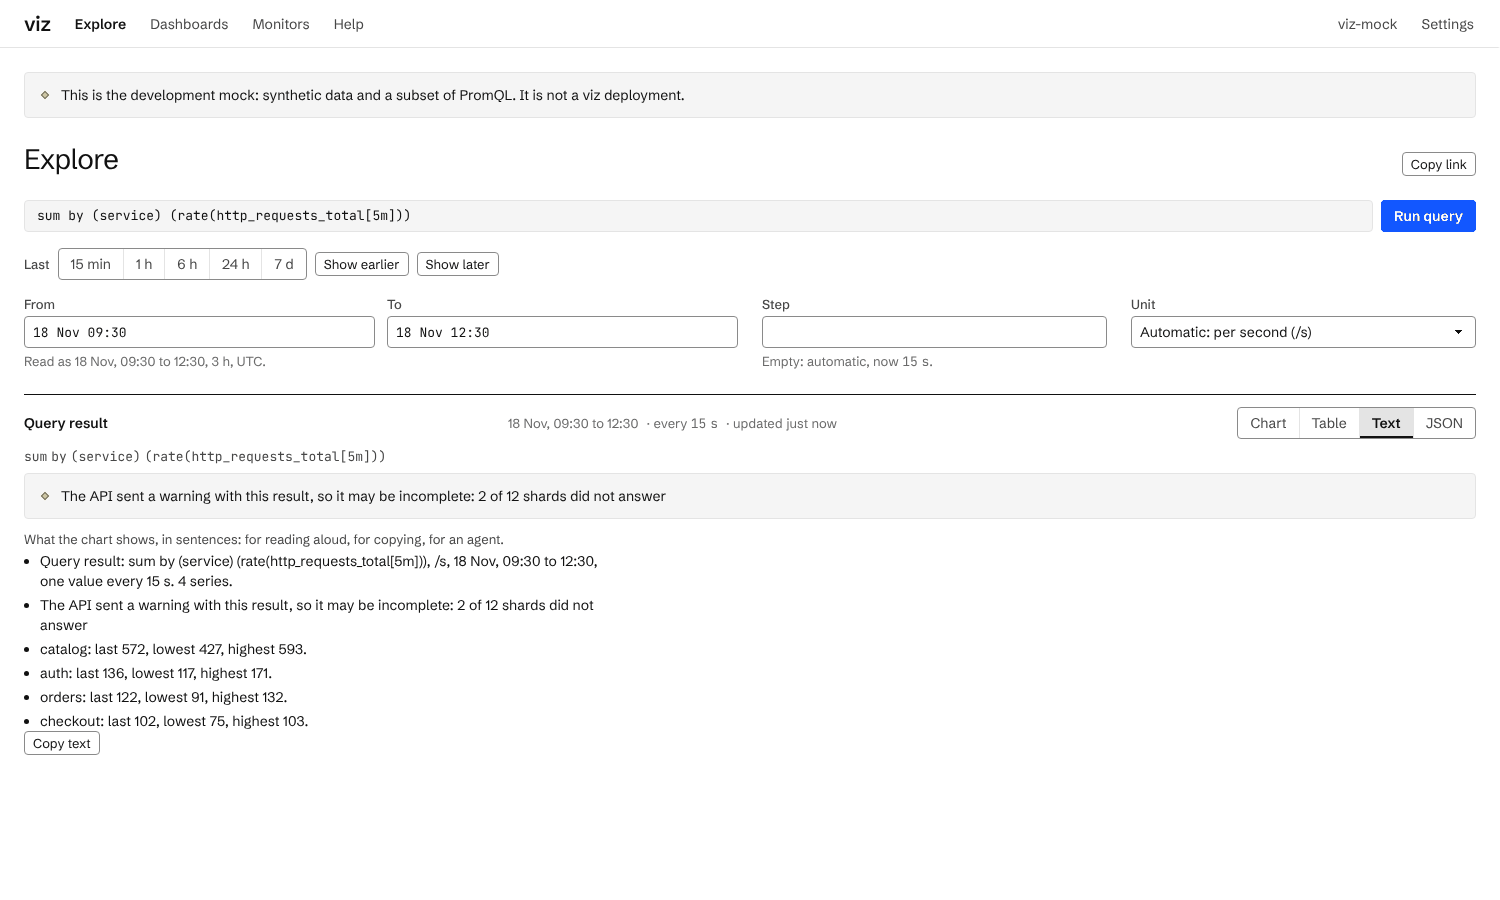 viz Explore Dashboards Monitors Help viz-mock Settings
This is the development mock: synthetic data and a subset of PromQL. It is not a viz deployment.
Explore
Copy link
sum by (service) (rate(http_requests_total[5m]))
Run query
Last 15 min 1 h 6 h 24 h 7 d Show earlier Show later
From To Step Unit
18 Nov 09:30 18 Nov 12:30 Automatic: per second (/s)
Read as 18 Nov, 09:30 to 12:30, 3 h, UTC. Empty: automatic, now 15 s.
Query result 18 Nov, 09:30 to 12:30 · every 15 s · updated just now Chart Table Text JSON
sum by (service) (rate(http_requests_total[5m]))
The API sent a warning with this result, so it may be incomplete: 2 of 12 shards did not answer
What the chart shows, in sentences: for reading aloud, for copying, for an agent.
Query result: sum by (service) (rate(http_requests_total[5m])), /s, 18 Nov, 09:30 to 12:30,
one value every 15 s. 4 series.
The API sent a warning with this result, so it may be incomplete: 2 of 12 shards did not
answer
catalog: last 572, lowest 427, highest 593.
auth: last 136, lowest 117, highest 171.
orders: last 122, lowest 91, highest 132.
checkout: last 102, lowest 75, highest 103.
Copy text